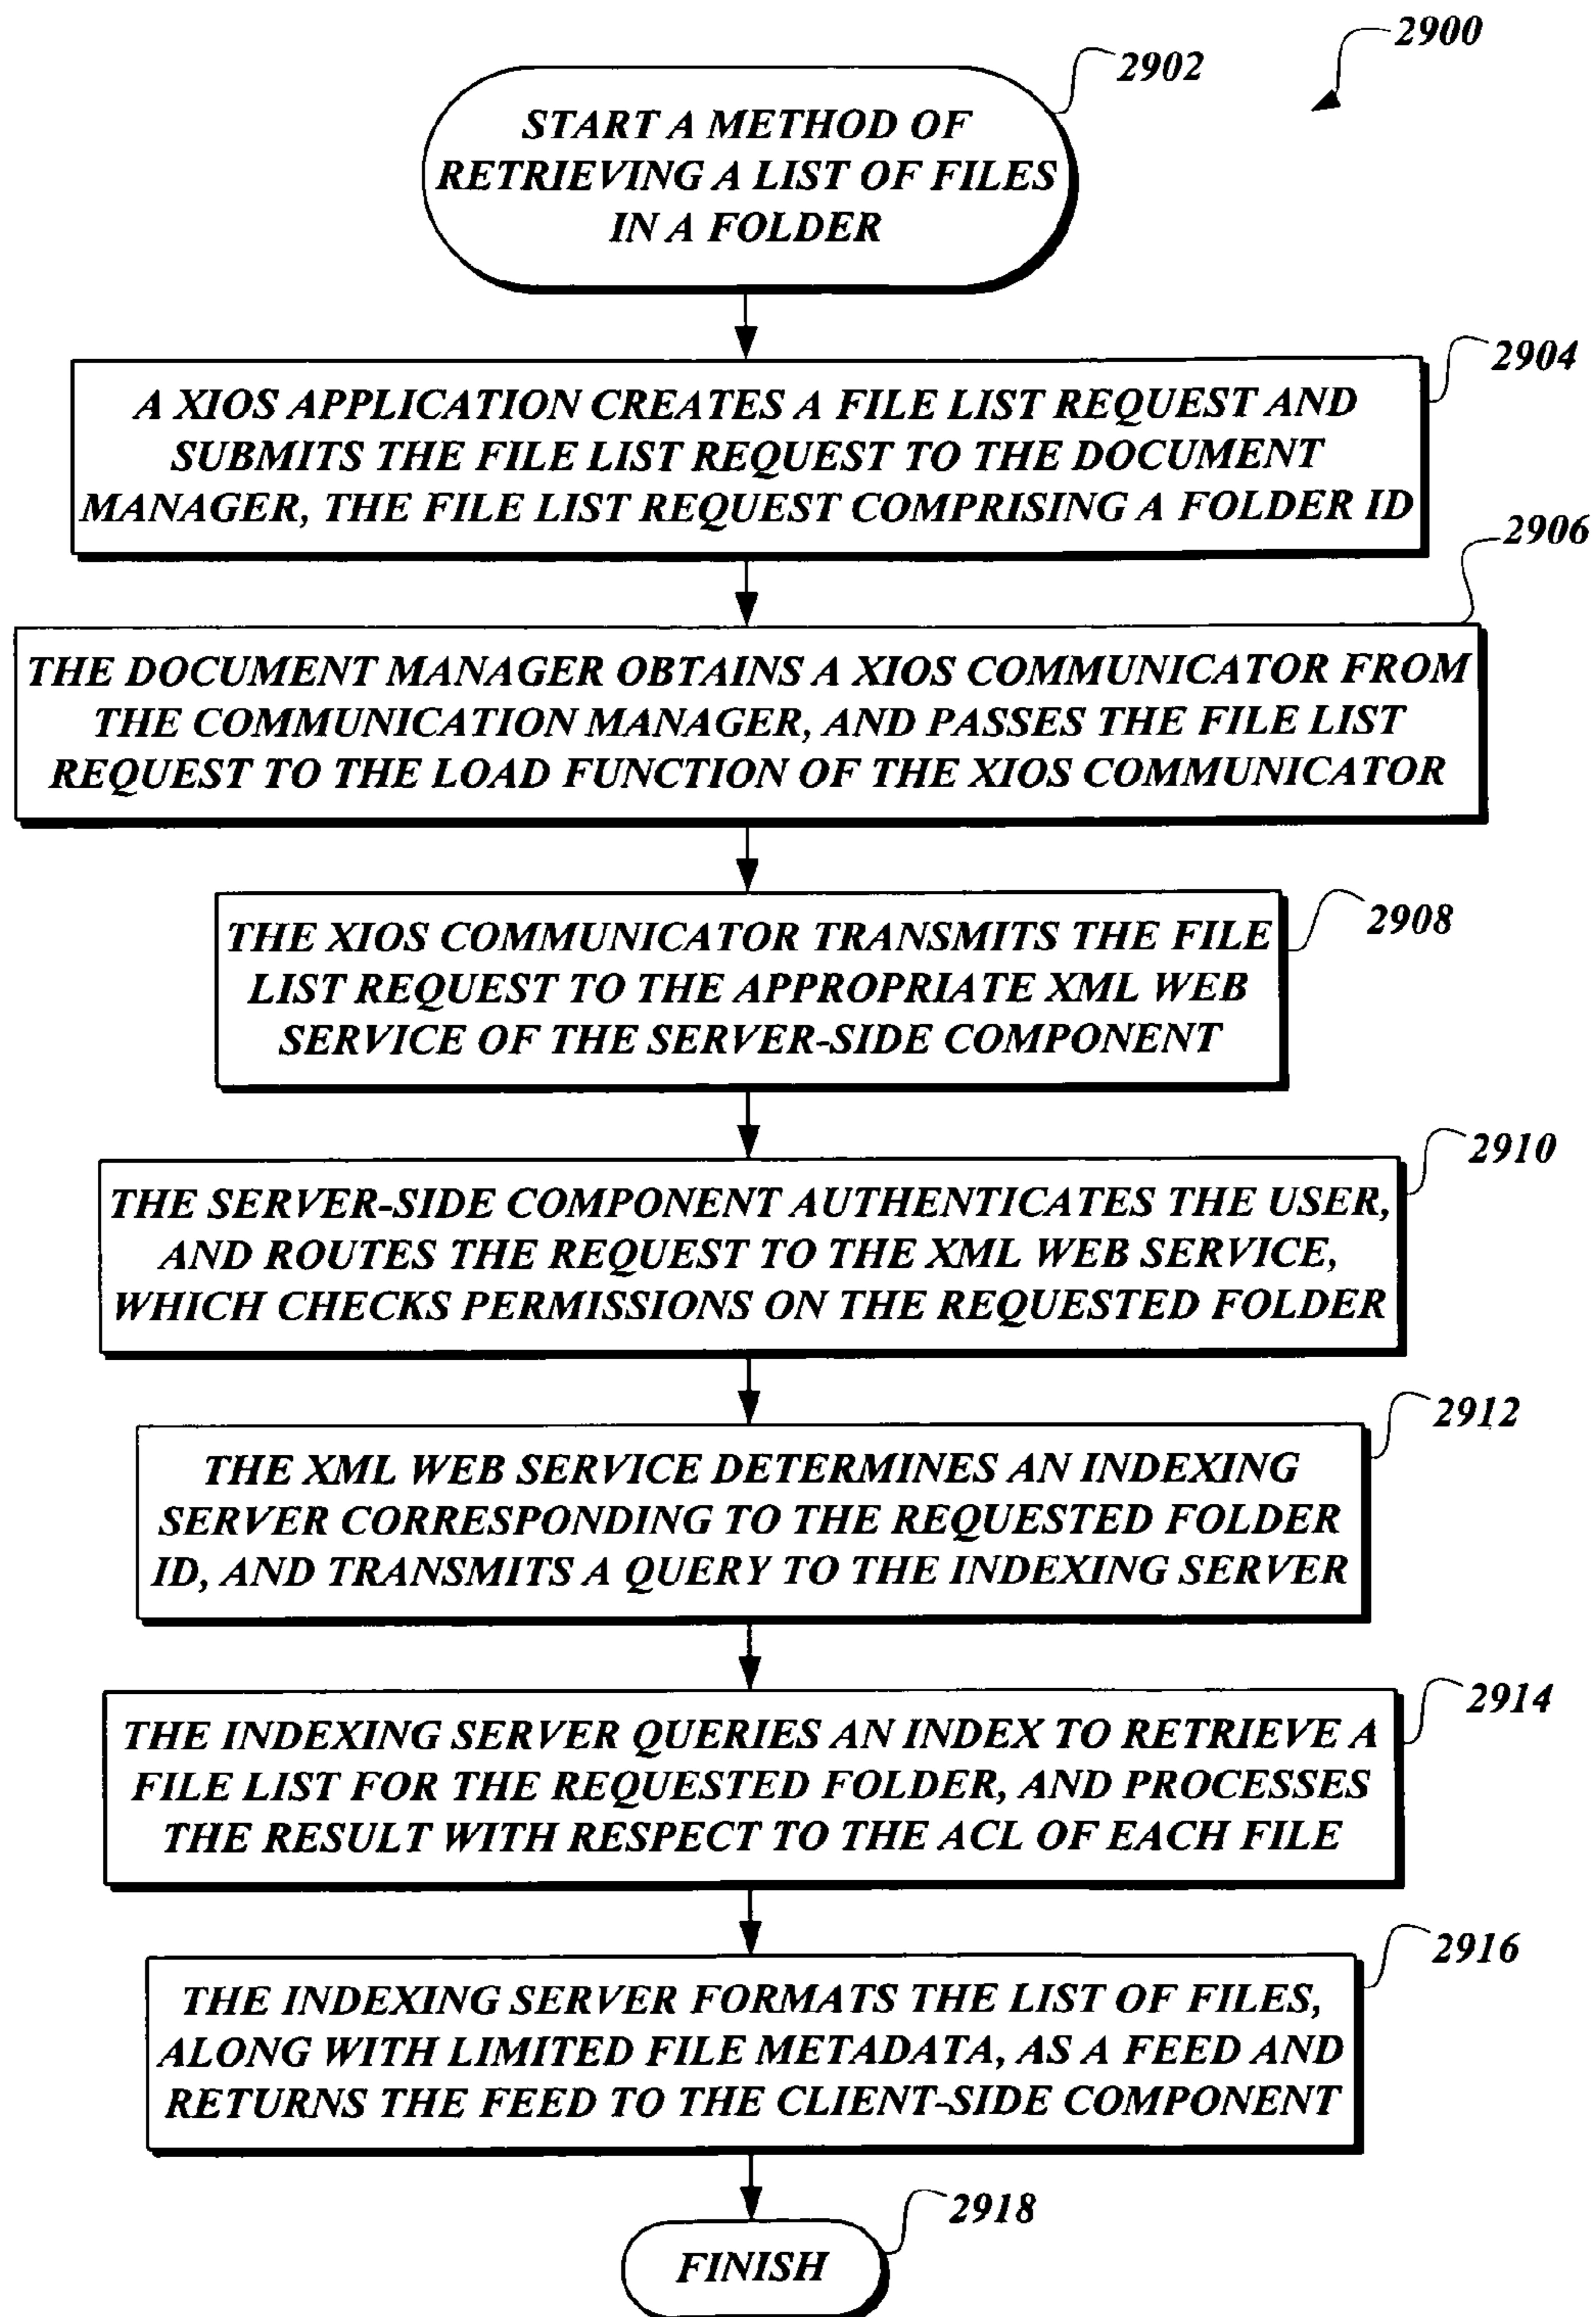 2900
2902
START A METHOD OF
RETRIEVING A LIST OF FILES
IN A FOLDER
2904
A XIOS APPLICATION CREATES A FILE LIST REQUEST AND
SUBMITS THE FILE LIST REQUEST TO THE DOCUMENT
MANAGER, THE FILE LIST REQUEST COMPRISING A FOLDER ID
2906
THE DOCUMENT MANAGER OBTAINS A XIOS COMMUNICATOR FROM
THE COMMUNICATION MANAGER, AND PASSES THE FILE LIST
REQUEST TO THE LOAD FUNCTION OF THE XIOS COMMUNICATOR
2908
THE XIOS COMMUNICATOR TRANSMITS THE FILE
LIST REQUEST TO THE APPROPRIATE XML WEB
SERVICE OF THE SERVER-SIDE COMPONENT
2910
THE SERVER-SIDE COMPONENT AUTHENTICATES THE USER,
AND ROUTES THE REQUEST TO THE XML WEB SERVICE,
WHICH CHECKS PERMISSIONS ON THE REQUESTED FOLDER
2912
THE XML WEB SERVICE DETERMINES AN INDEXING
SERVER CORRESPONDING TO THE REQUESTED FOLDER
ID, AND TRANSMITS A QUERY TO THE INDEXING SERVER
2914
THE INDEXING SERVER QUERIES AN INDEX TO RETRIEVE A
FILE LIST FOR THE REQUESTED FOLDER, AND PROCESSES
THE RESULT WITH RESPECT TO THE ACL OF EACH FILE
2916
THE INDEXING SERVER FORMATS THE LIST OF FILES,
ALONG WITH LIMITED FILE METADATA, AS A FEED AND
RETURNS THE FEED TO THE CLIENT-SIDE COMPONENT
2918
FINISH